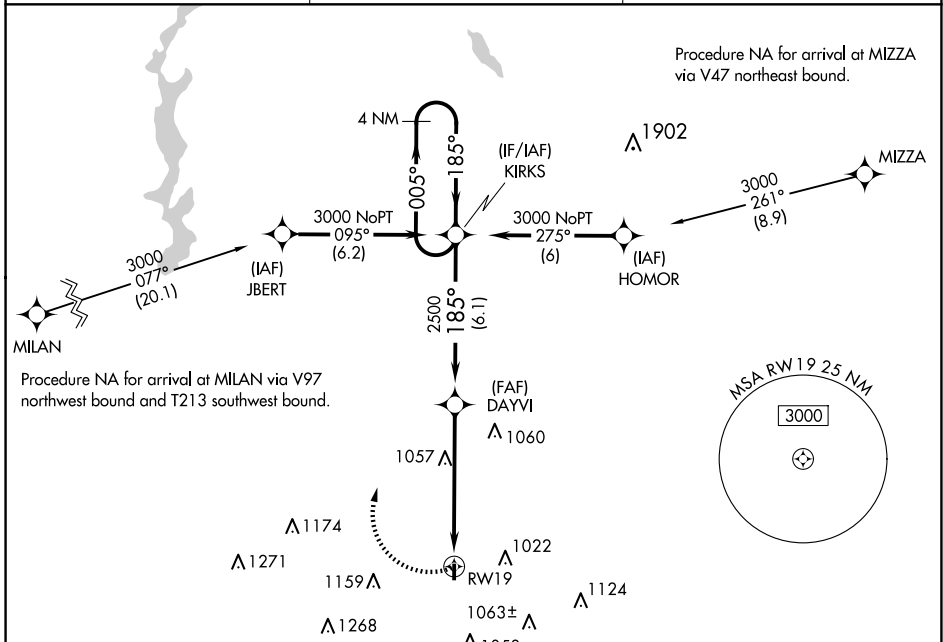 Procedure NA for arrival at MIZZA
via V47 northeast bound.
4 NM
1902
(IF/IAF)
KIRKS
MIZZA
005°
185°
3000
261°
(8.9)
3000 NoPT
095°
(6.2)
3000 NoPT
275°
(6)
(IAF)
JBERT
(IAF)
HOMOR
3000
077°
(20.1)
MILAN
2500
185°
(6.1)
Procedure NA for arrival at MILAN via V97
northwest bound and T213 southwest bound.
(FAF)
DAYVI
MSA RW19 25 NM
3000
1060
1057
1174
1271
1022
RW19
1159
1124
1063±
1268